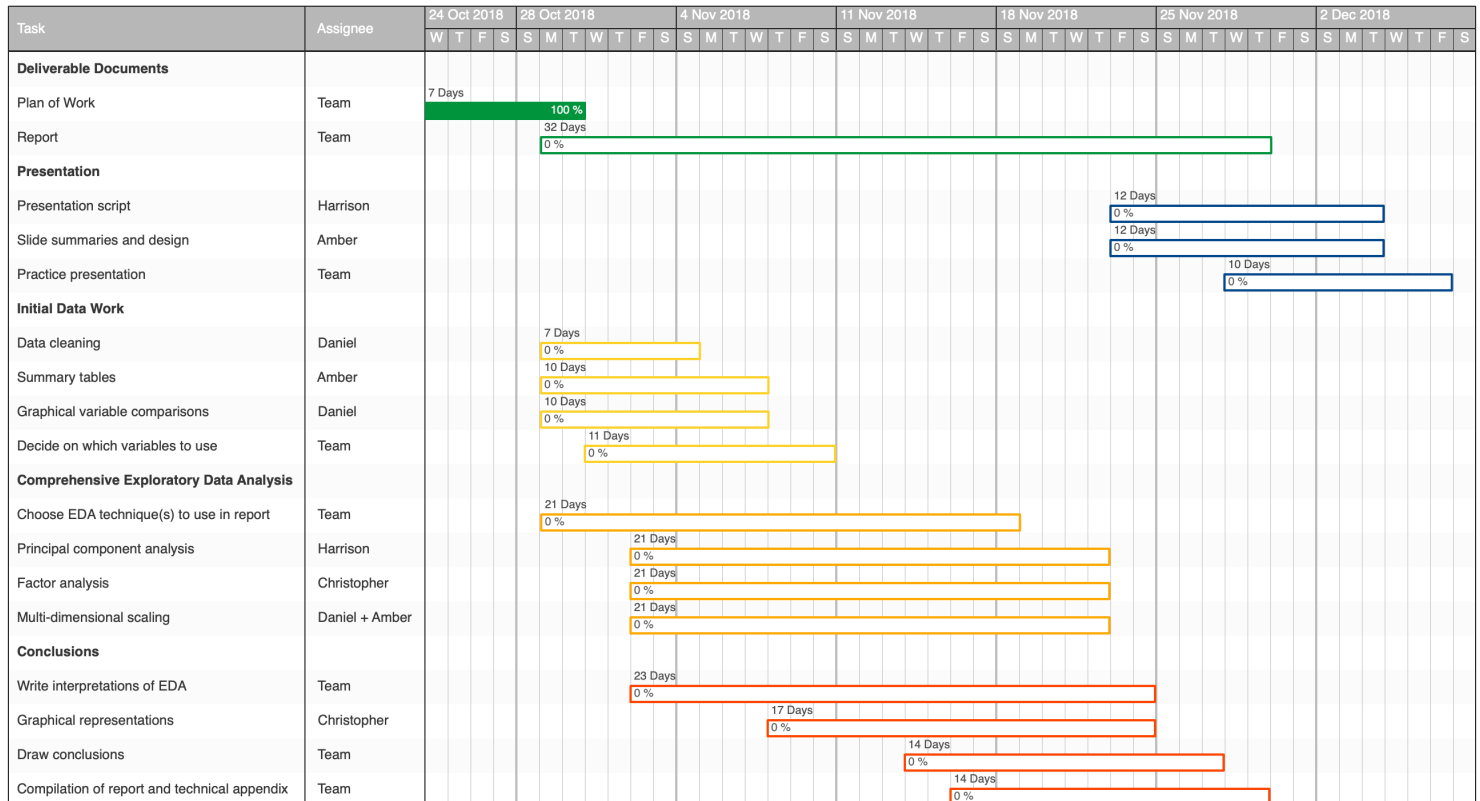 Task Assignee 24 Oct 2018 28 Oct 2018 4 Nov 2018 11 Nov 2018 18 Nov 2018 25 Nov 2018 2 Dec 2018
W T F S S M T W T F S S M T W T F S S M T W T F S S M T W T F S S M T W T F S S M T W T F S
Deliverable Documents
7 Days
Plan of Work Team 100 %
32 Days
Report Team 0 %
Presentation
12 Days
Presentation script Harrison 0 %
12 Days
Slide summaries and design Amber 0 %
10 Days
Practice presentation Team 0 %
Initial Data Work
7 Days
Data cleaning Daniel 0 %
10 Days
Summary tables Amber 0 %
10 Days
Graphical variable comparisons Daniel 0 %
11 Days
Decide on which variables to use Team 0 %
Comprehensive Exploratory Data Analysis
21 Days
Choose EDA technique(s) to use in report Team 0 %
21 Days
Principal component analysis Harrison 0 %
21 Days
Factor analysis Christopher 0 %
21 Days
Multi-dimensional scaling Daniel + Amber 0 %
Conclusions
23 Days
Write interpretations of EDA Team 0 %
17 Days
Graphical representations Christopher 0 %
14 Days
Draw conclusions Team 0 %
14 Days
Compilation of report and technical appendix Team 0 %